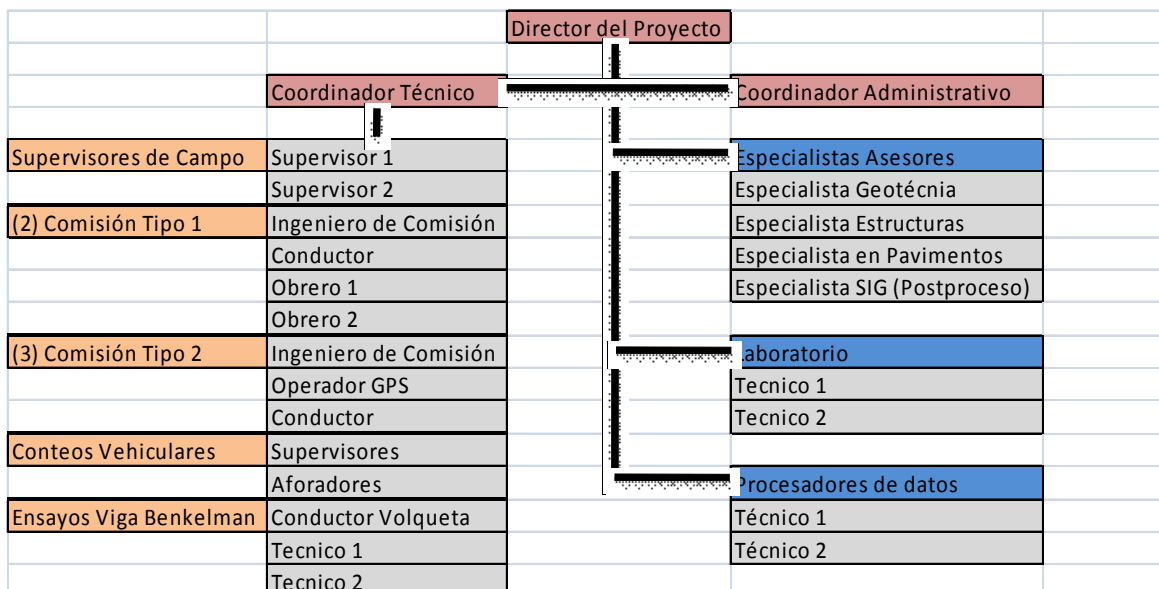 Director del Proyecto
Coordinador Técnico Coordinador Administrativo
Supervisores de Campo Supervisor 1 Especialistas Asesores
Supervisor 2 Especialista Geotécnia
(2) Comisión Tipo 1 Ingeniero de Comisión Especialista Estructuras
Conductor Especialista en Pavimentos
Obrero 1 Especialista SIG (Postproceso)
Obrero 2
(3) Comisión Tipo 2 Ingeniero de Comisión Laboratorio
Operador GPS Tecnico 1
Conductor Tecnico 2
Conteos Vehiculares Supervisores
Aforadores Procesadores de datos
Ensayos Viga Benkelman Conductor Volqueta Técnico 1
Tecnico 1 Técnico 2
Tecnico 2